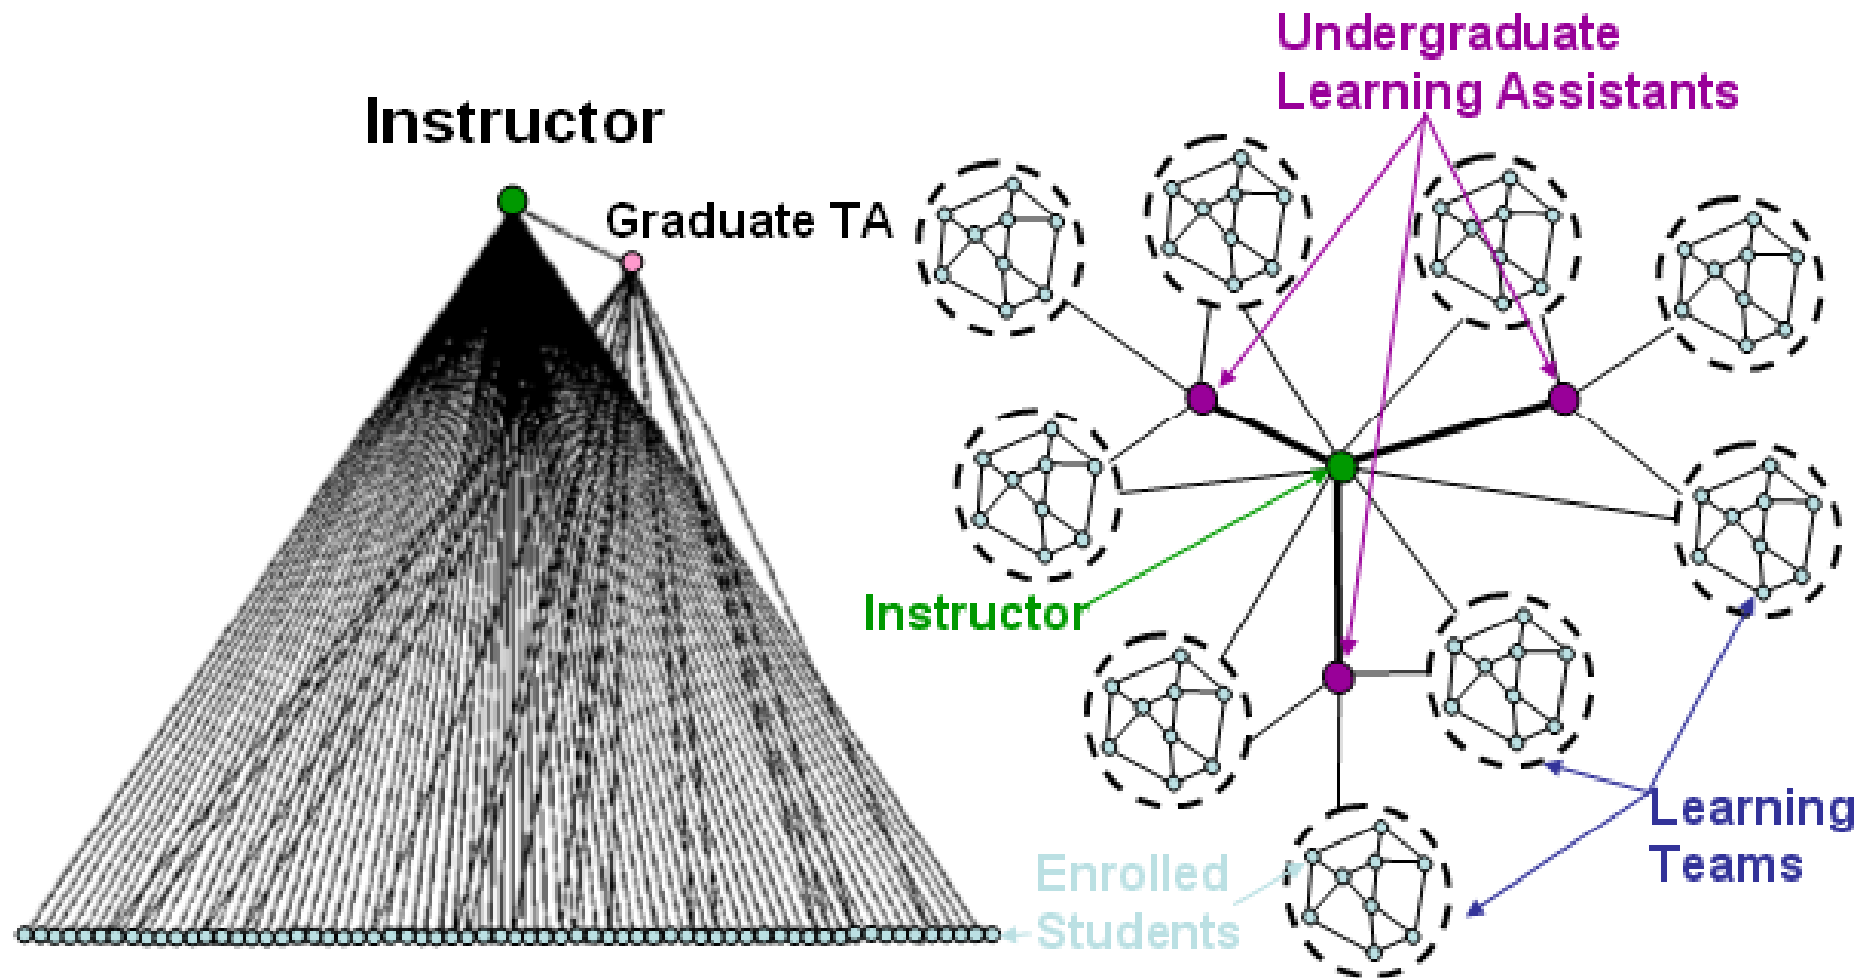 Instructor
Graduate TA
Undergraduate
Learning Assistants
Instructor
Enrolled
Students
Learning
Teams